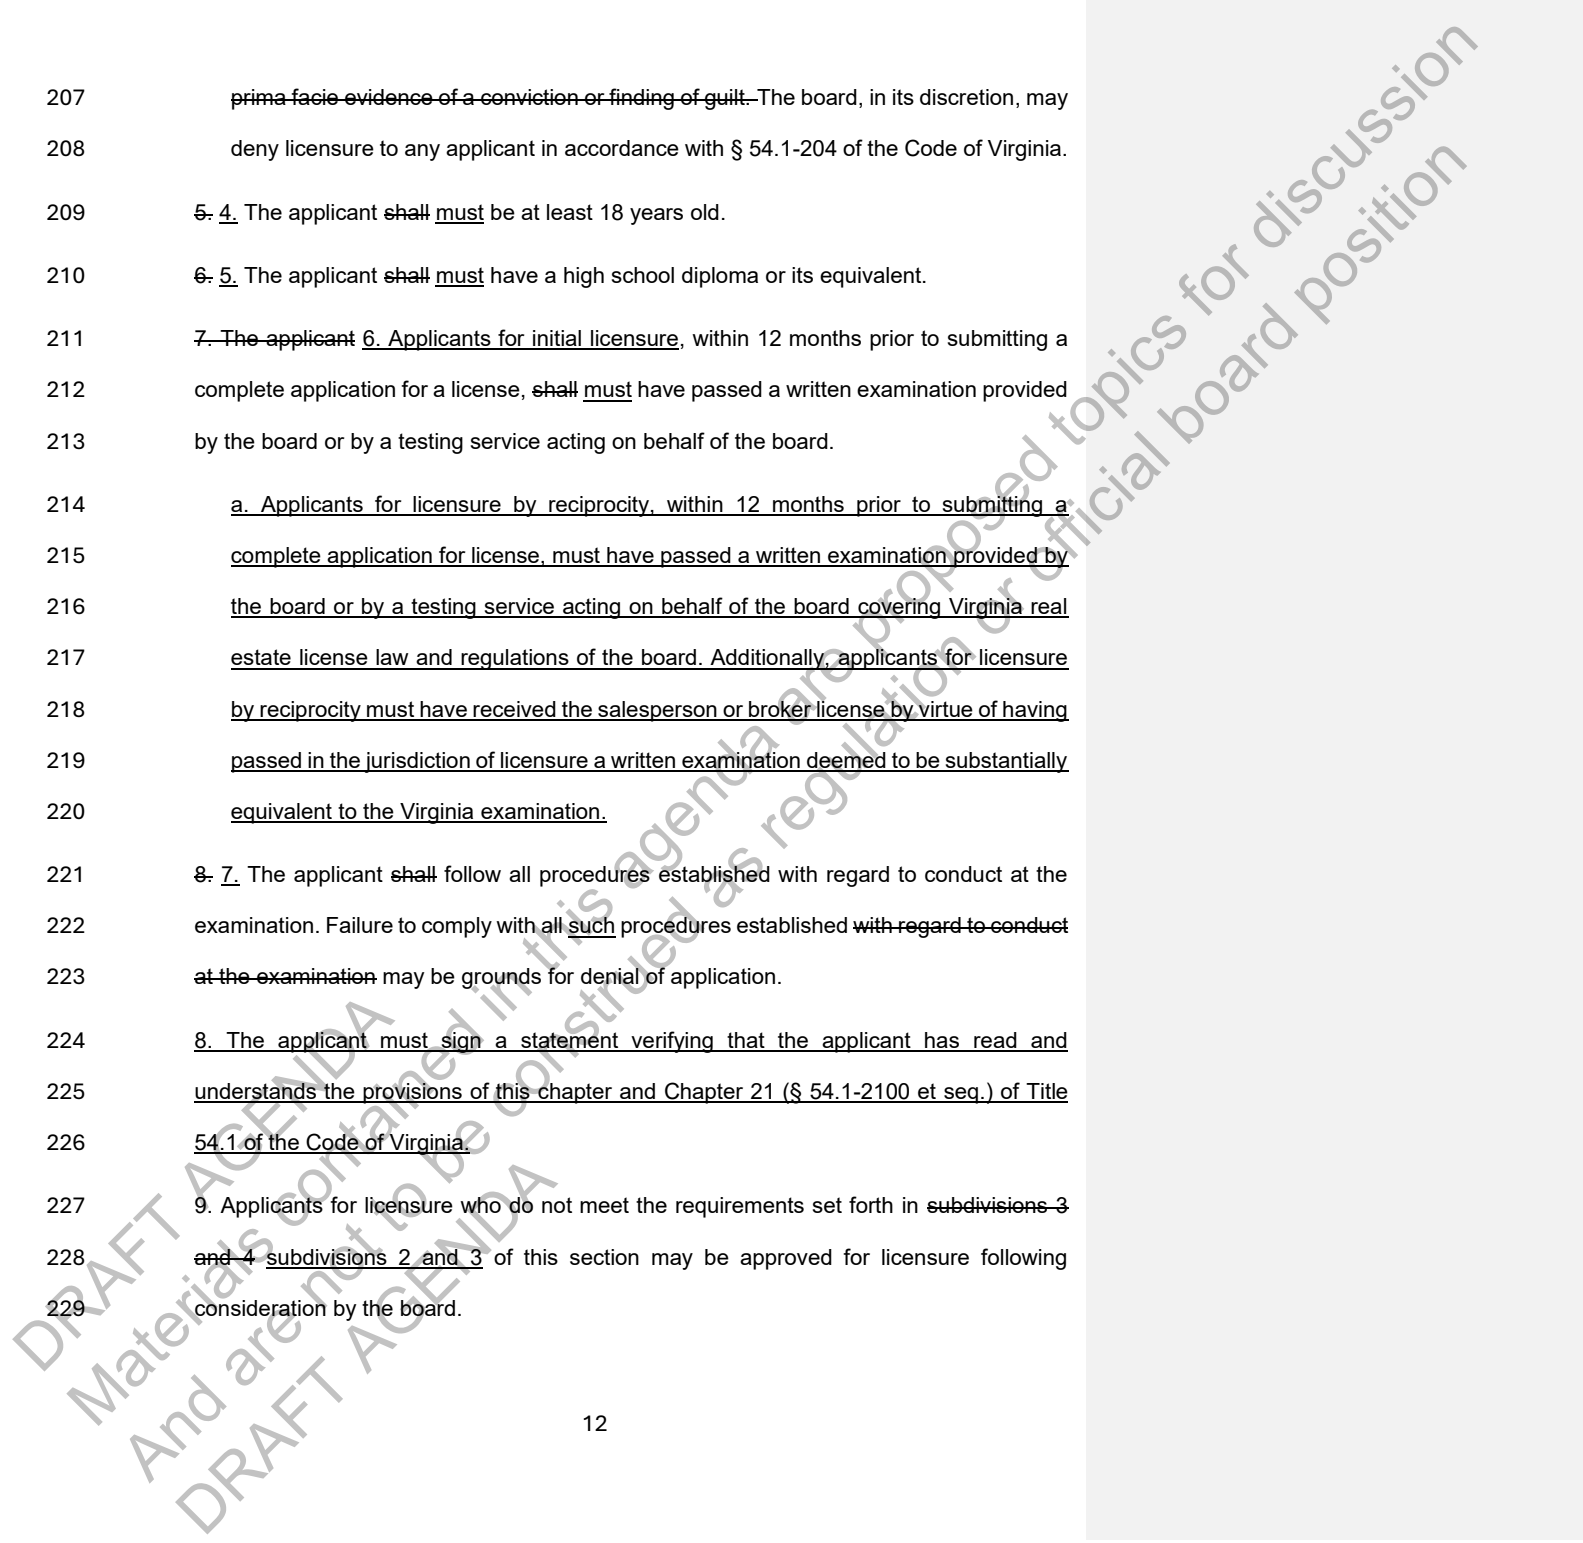 207 prima facie evidence of a conviction or finding of guilt. The board, in its discretion, may
208 deny licensure to any applicant in accordance with § 54.1-204 of the Code of Virginia.
209 5. 4. The applicant shall must be at least 18 years old.
210 6. 5. The applicant shall must have a high school diploma or its equivalent.
211 7. The applicant 6. Applicants for initial licensure, within 12 months prior to submitting a
212 complete application for a license, shall must have passed a written examination provided
213 by the board or by a testing service acting on behalf of the board.
214 a. Applicants for licensure by reciprocity, within 12 months prior to submitting a
215 complete application for license, must have passed a written examination provided by
216 the board or by a testing service acting on behalf of the board covering Virginia real
217 estate license law and regulations of the board. Additionally, applicants for licensure
218 by reciprocity must have received the salesperson or broker license by virtue of having
219 passed in the jurisdiction of licensure a written examination deemed to be substantially
220 equivalent to the Virginia examination.
221 8. 7. The applicant shall follow all procedures established with regard to conduct at the
222 examination. Failure to comply with all such procedures established with regard to conduct
223 at the examination may be grounds for denial of application.
224 8. The applicant must sign a statement verifying that the applicant has read and
225 understands the provisions of this chapter and Chapter 21 (§ 54.1-2100 et seq.) of Title
226 54.1 of the Code of Virginia.
227 9. Applicants for licensure who do not meet the requirements set forth in subdivisions 3
228 and 4 subdivisions 2 and 3 of this section may be approved for licensure following
229 consideration by the board.
12
DRAFT AGENDA
Materials contained in this agenda are proposed topics for discussion
And are not to be construed as regulation or official board position
DRAFT AGENDA